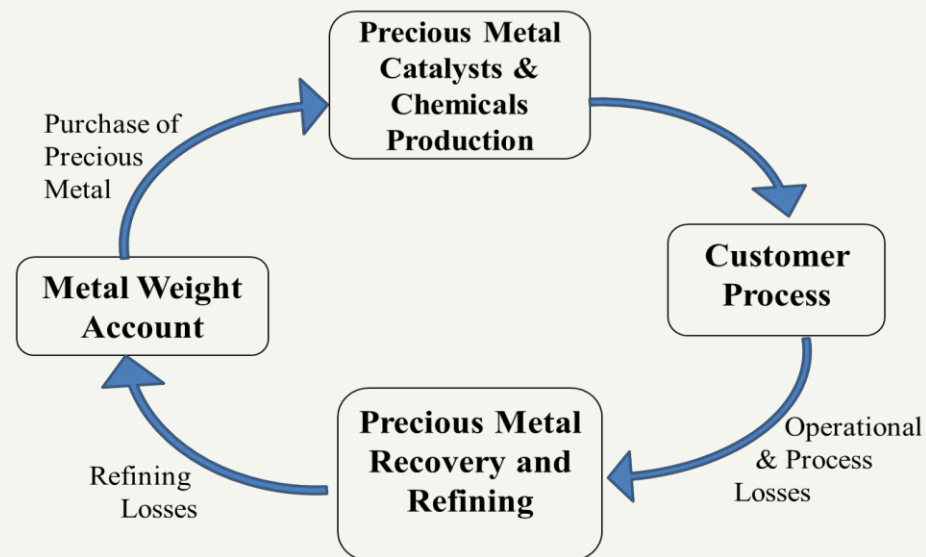 Precious Metal
Catalysts &
Chemicals
Production
Purchase of
Precious
Metal
Customer
Process
Metal Weight
Account
Precious Metal
Recovery and
Refining
Operational
& Process
Losses
Refining
Losses